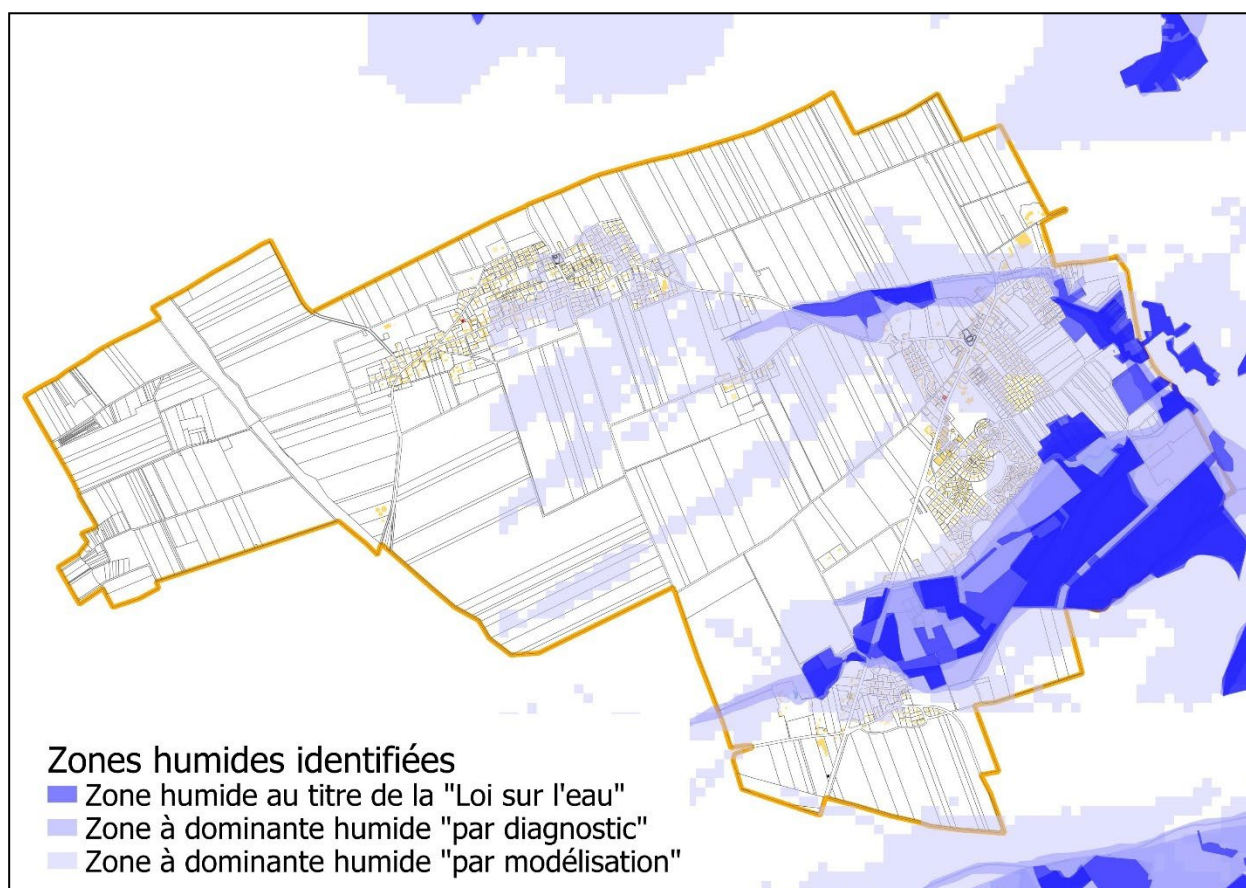 Zones humides identifiées
Zone humide au titre de la "Loi sur l'eau"
Zone à dominante humide "par diagnostic"
Zone à dominante humide "par modélisation"